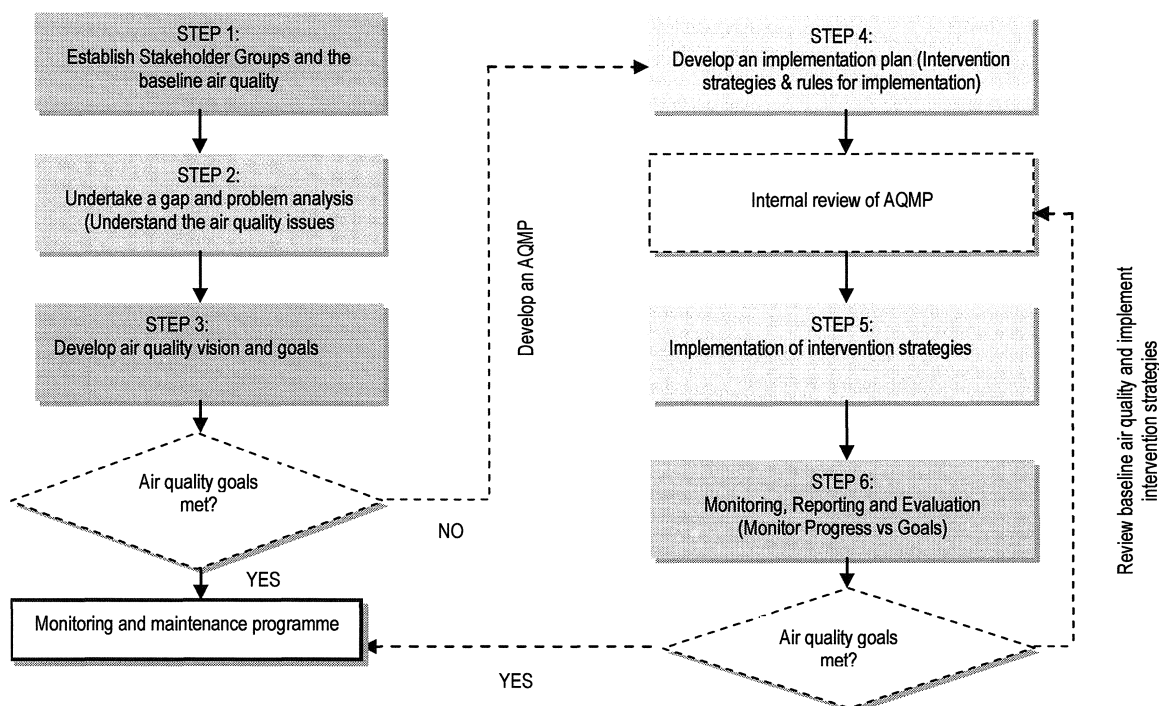 STEP 1:
Establish Stakeholder Groups and the
baseline air quality
STEP 2:
Undertake a gap and problem analysis
(Understand the air quality issues
STEP 3:
Develop air quality vision and goals
Air quality goals
met?
NO
YES
Monitoring and maintenance programme
Develop an AQMP
STEP 4:
Develop an implementation plan (Intervention
strategies & rules for implementation)
Internal review of AQMP
STEP 5:
Implementation of intervention strategies
STEP 6:
Monitoring, Reporting and Evaluation
(Monitor Progress vs Goals)
Air quality goals
met?
YES
Review baseline air quality and implement
intervention strategies